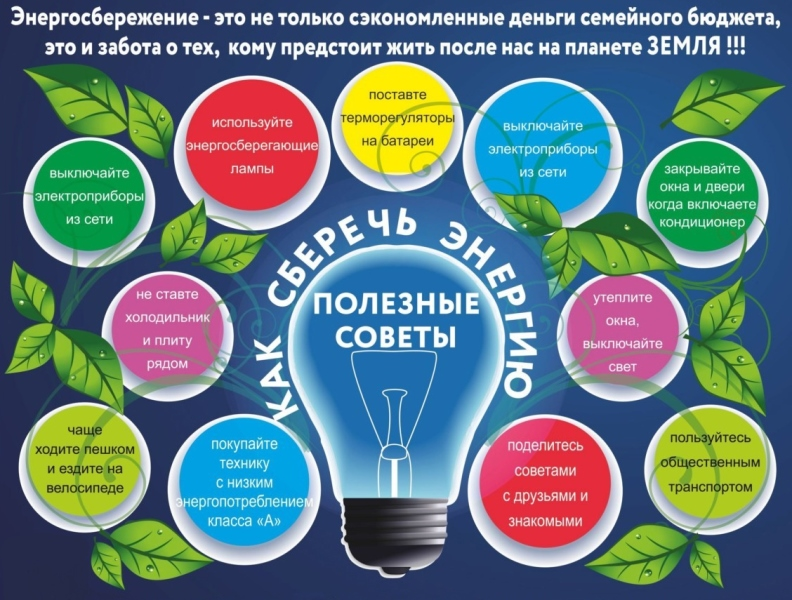 Энергосбережение - это не только сэкономленные деньги семейного бюджета,
это и забота о тех, кому предстоит жить после нас на планете ЗЕМЛЯ !!!
выключайте
электроприборы
из сети
используйте
энергосберегающие
лампы
поставте
терморегуляторы
на батареи
выключайте
электроприборы
из сети
закрывайте
окна и двери
когда включаете
кондиционер
КАК СБЕРЕЧЬ ЭНЕРГИЮ
ПОЛЕЗНЫЕ
СОВЕТЫ
не ставте
холодильник
и плиту
рядом
утеплите
окна,
выключайте
свет
чаще
ходите пешком
и ездите на
велосипеде
покупайте
технику
с низким
энергопотреблением
класса «А»
поделитесь
советами
с друзьями и
знакомыми
пользуйтесь
общественным
транспортом